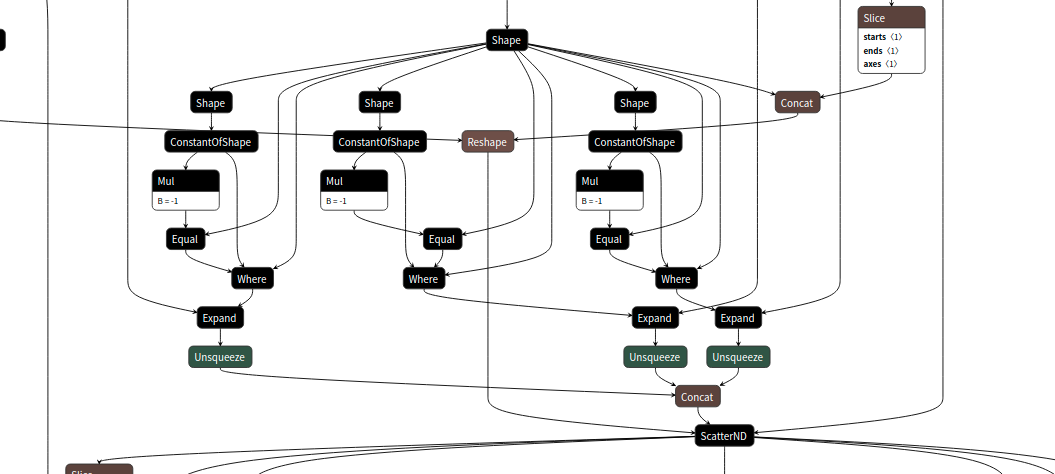 Slice
starts ⟨1⟩
ends ⟨1⟩
axes ⟨1⟩
Shape
Shape
Shape
Shape
Concat
ConstantOfShape
ConstantOfShape
Reshape
ConstantOfShape
Mul
B = -1
Mul
B = -1
Mul
B = -1
Equal
Equal
Equal
Where
Where
Where
Expand
Expand
Expand
Unsqueeze
Unsqueeze
Unsqueeze
Concat
ScatterND
Slice